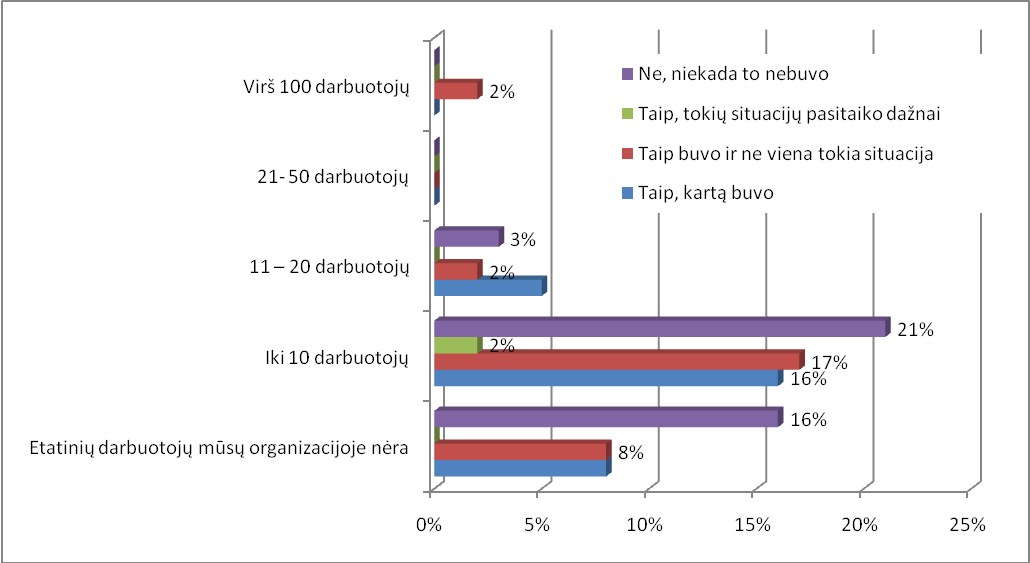 Virš 100 darbuotojų
2%
21- 50 darbuotojų
11 – 20 darbuotojų
3%
2%
Iki 10 darbuotojų
21%
2%
17%
16%
Etatinių darbuotojų mūsų organizacijoje nėra
16%
8%
0%
5%
10%
15%
20%
25%
Ne, niekada to nebuvo
Taip, tokių situacijų pasitaiko dažnai
Taip buvo ir ne viena tokia situacija
Taip, kartą buvo